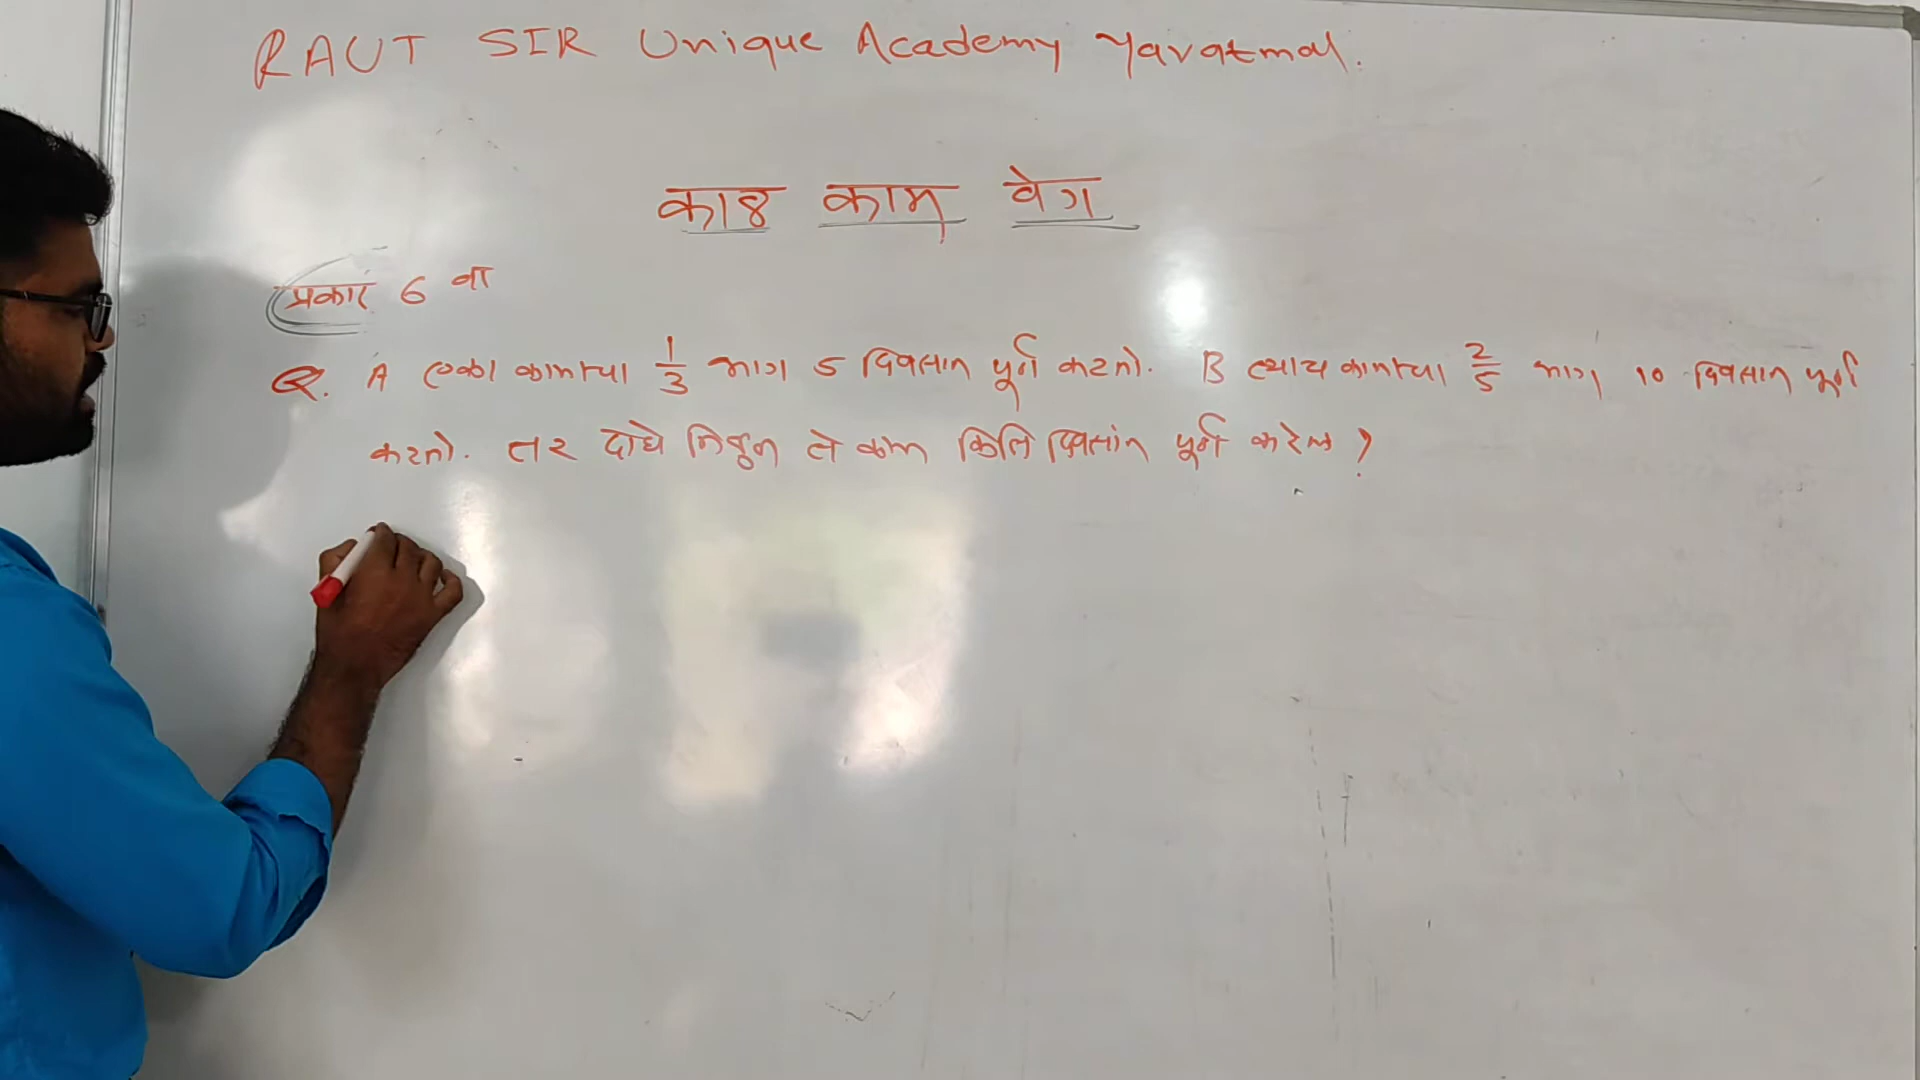 RAUT SIR Unique Academy Yavatmal.
काळ काम वेग
प्रकार 6 वा
Q. A एका कामाच्या 1/3 भाग 5 दिवसात पूर्ण करतो. B त्याच कामाच्या 2/5 भाग 10 दिवसात पूर्ण
करतो. तर दोघे मिळून ते काम किती दिवसांत पूर्ण करेल ?